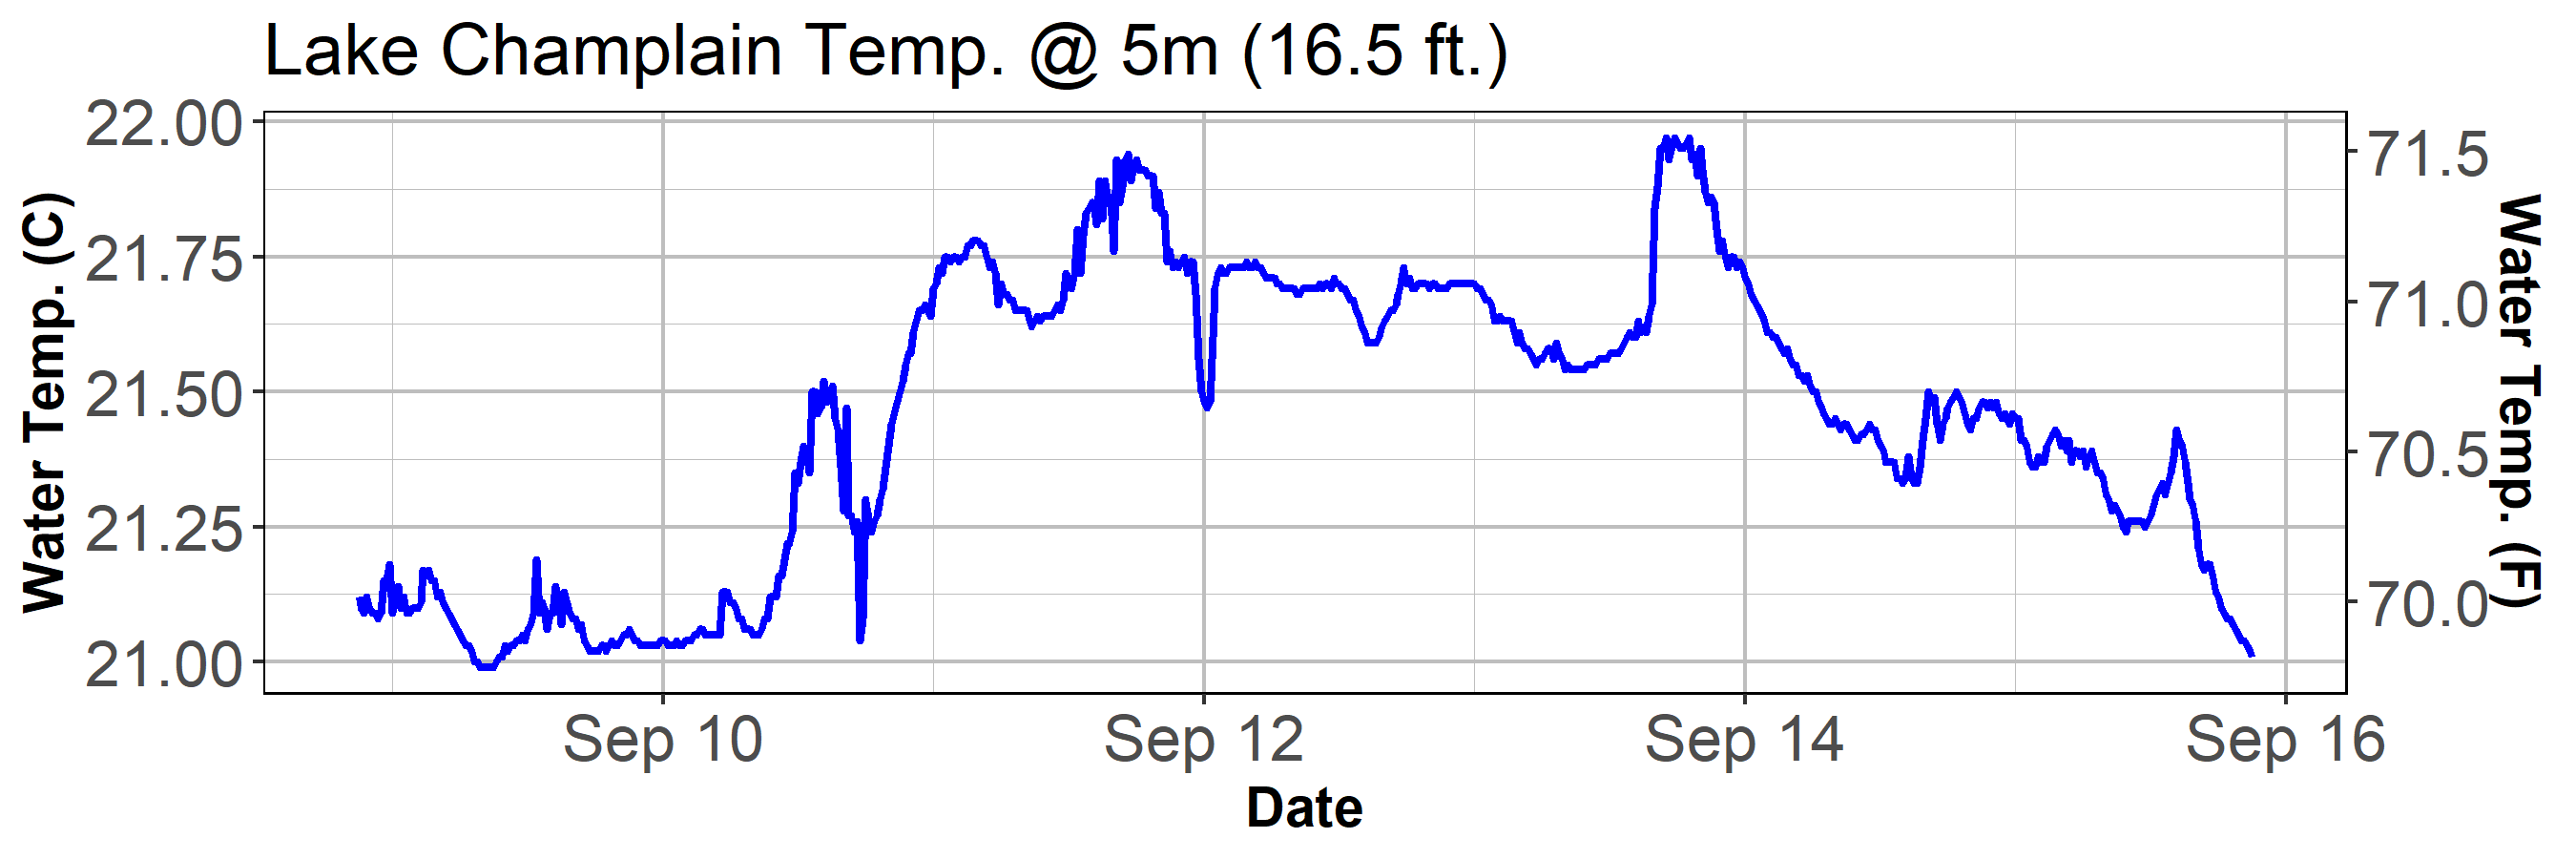 Lake Champlain Temp. @ 5m (16.5 ft.)
22.00
21.75
21.50
21.25
21.00
Water Temp. (C)
71.5
71.0
70.5
70.0
Water Temp. (F)
Sep 10 Sep 12 Sep 14 Sep 16
Date